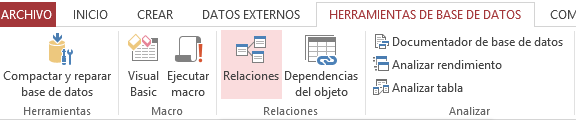 ARCHIVO INICIO CREAR DATOS EXTERNOS HERRAMIENTAS DE BASE DE DATOS COM
Compactar y reparar
base de datos
Herramientas
Visual
Basic
Ejecutar
macro
Macro
Relaciones
Dependencias
del objeto
Relaciones
Documentador de base de datos
Analizar rendimiento
Analizar tabla
Analizar